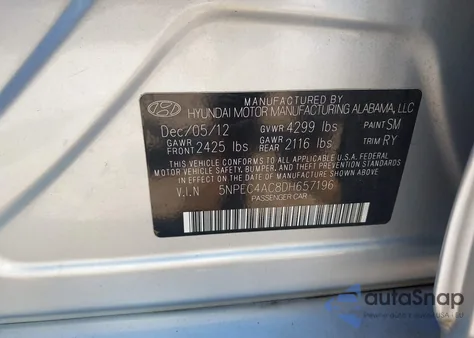 MANUFACTURED BY
HYUNDAI MOTOR MANUFACTURING ALABAMA, LLC
Dec/05/12 GVWR 4299 lbs PAINT SM
GAWR FRONT 2425 lbs GAWR REAR 2116 lbs TRIM RY
THIS VEHICLE CONFORMS TO ALL APPLICABLE U.S.A. FEDERAL
MOTOR VEHICLE SAFETY, BUMPER, AND THEFT PREVENTION
STANDARDS IN EFFECT ON THE DATE OF MANUFACTURE SHOWN ABOVE.
V.I.N 5NPEC4AC8DH657196
PASSENGER CAR
autoSnap